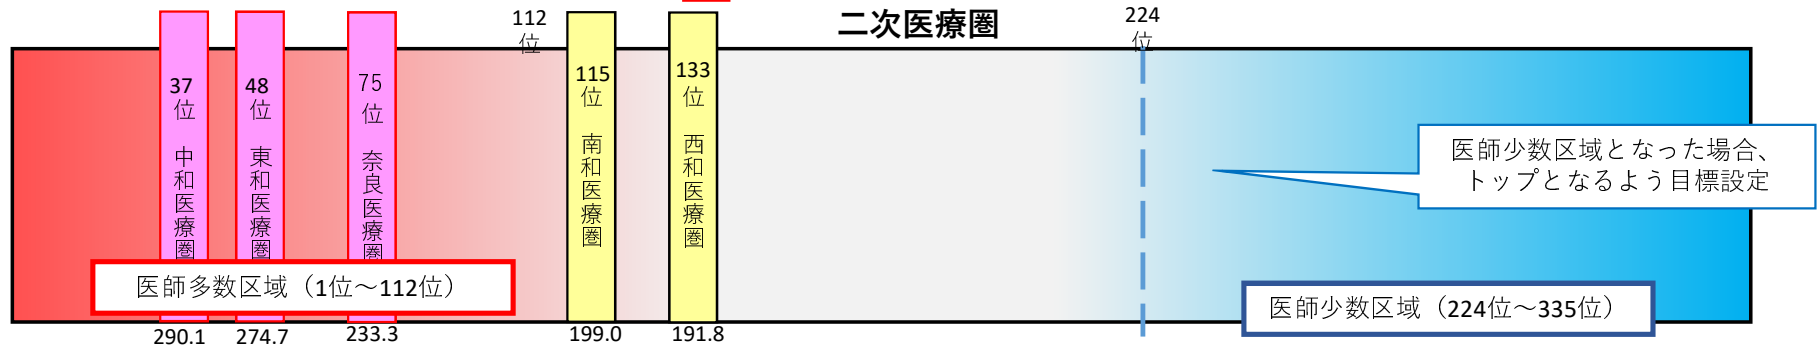 二次医療圏
112
位
224
位
37
位 中和医療圏
48
位 東和医療圏
75
位 奈良医療圏
115
位 南和医療圏
133
位 西和医療圏
医師少数区域となった場合、
トップとなるよう目標設定
医師多数区域（1位～112位）
医師少数区域（224位～335位）
290.1
274.7
233.3
199.0
191.8